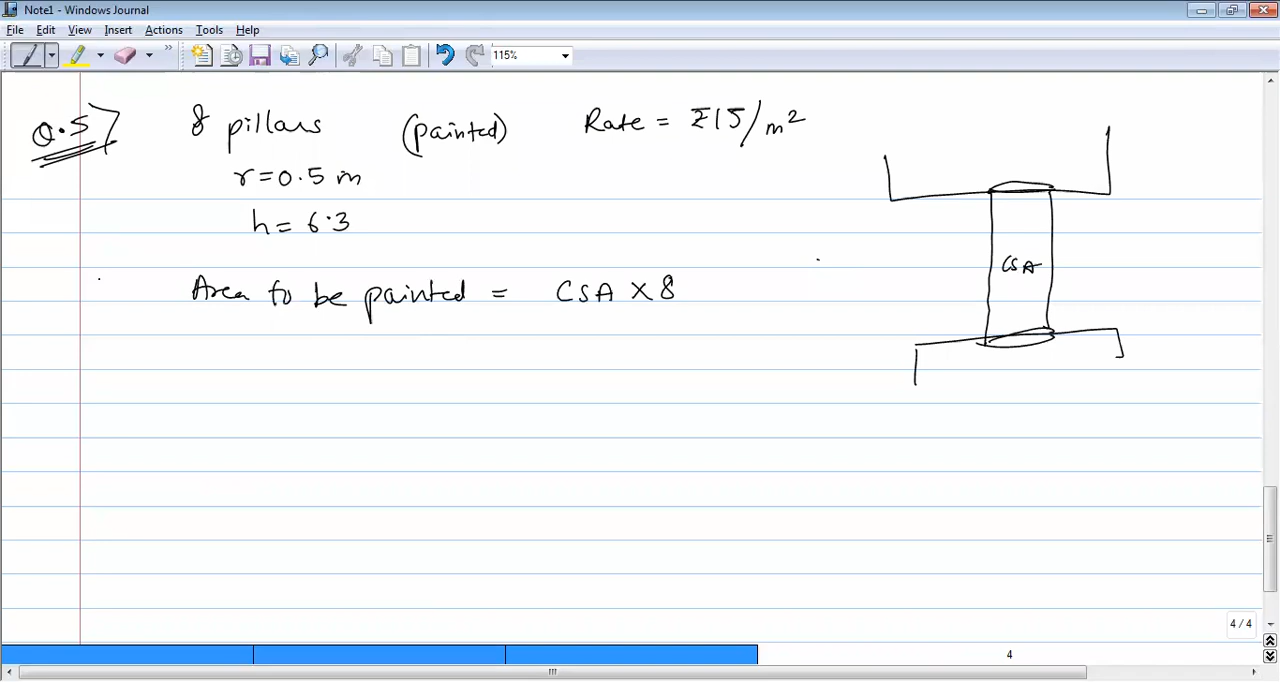 Note1 - Windows Journal
File Edit View Insert Actions Tools Help
115%
Q.5 8 pillars (painted) Rate = ₹15/m²
r = 0.5 m
h = 6.3
CSA
Area to be painted = CSA × 8
4 / 4
4